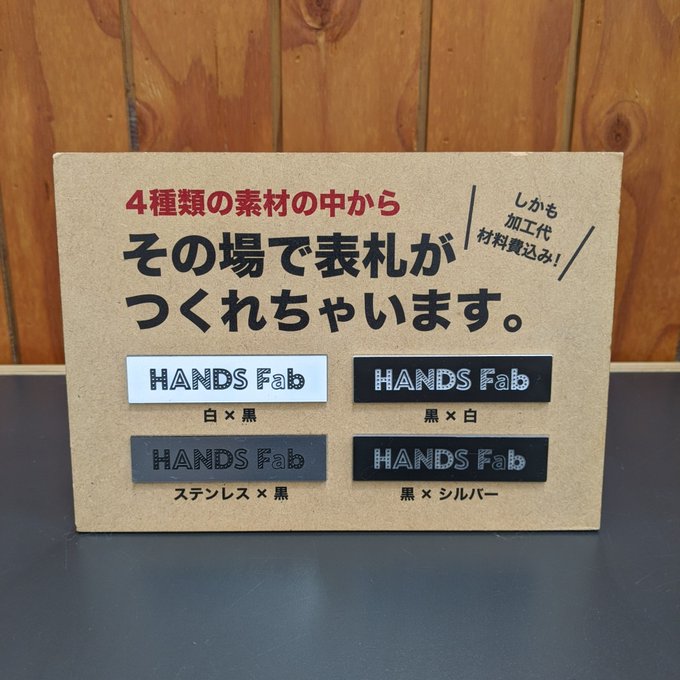 4種類の素材の中から
その場で表札が
つくれちゃいます。
しかも
加工代
材料費込み!
HANDS Fab
白×黒
HANDS Fab
黒×白
HANDS Fab
ステンレス×黒
HANDS Fab
黒×シルバー